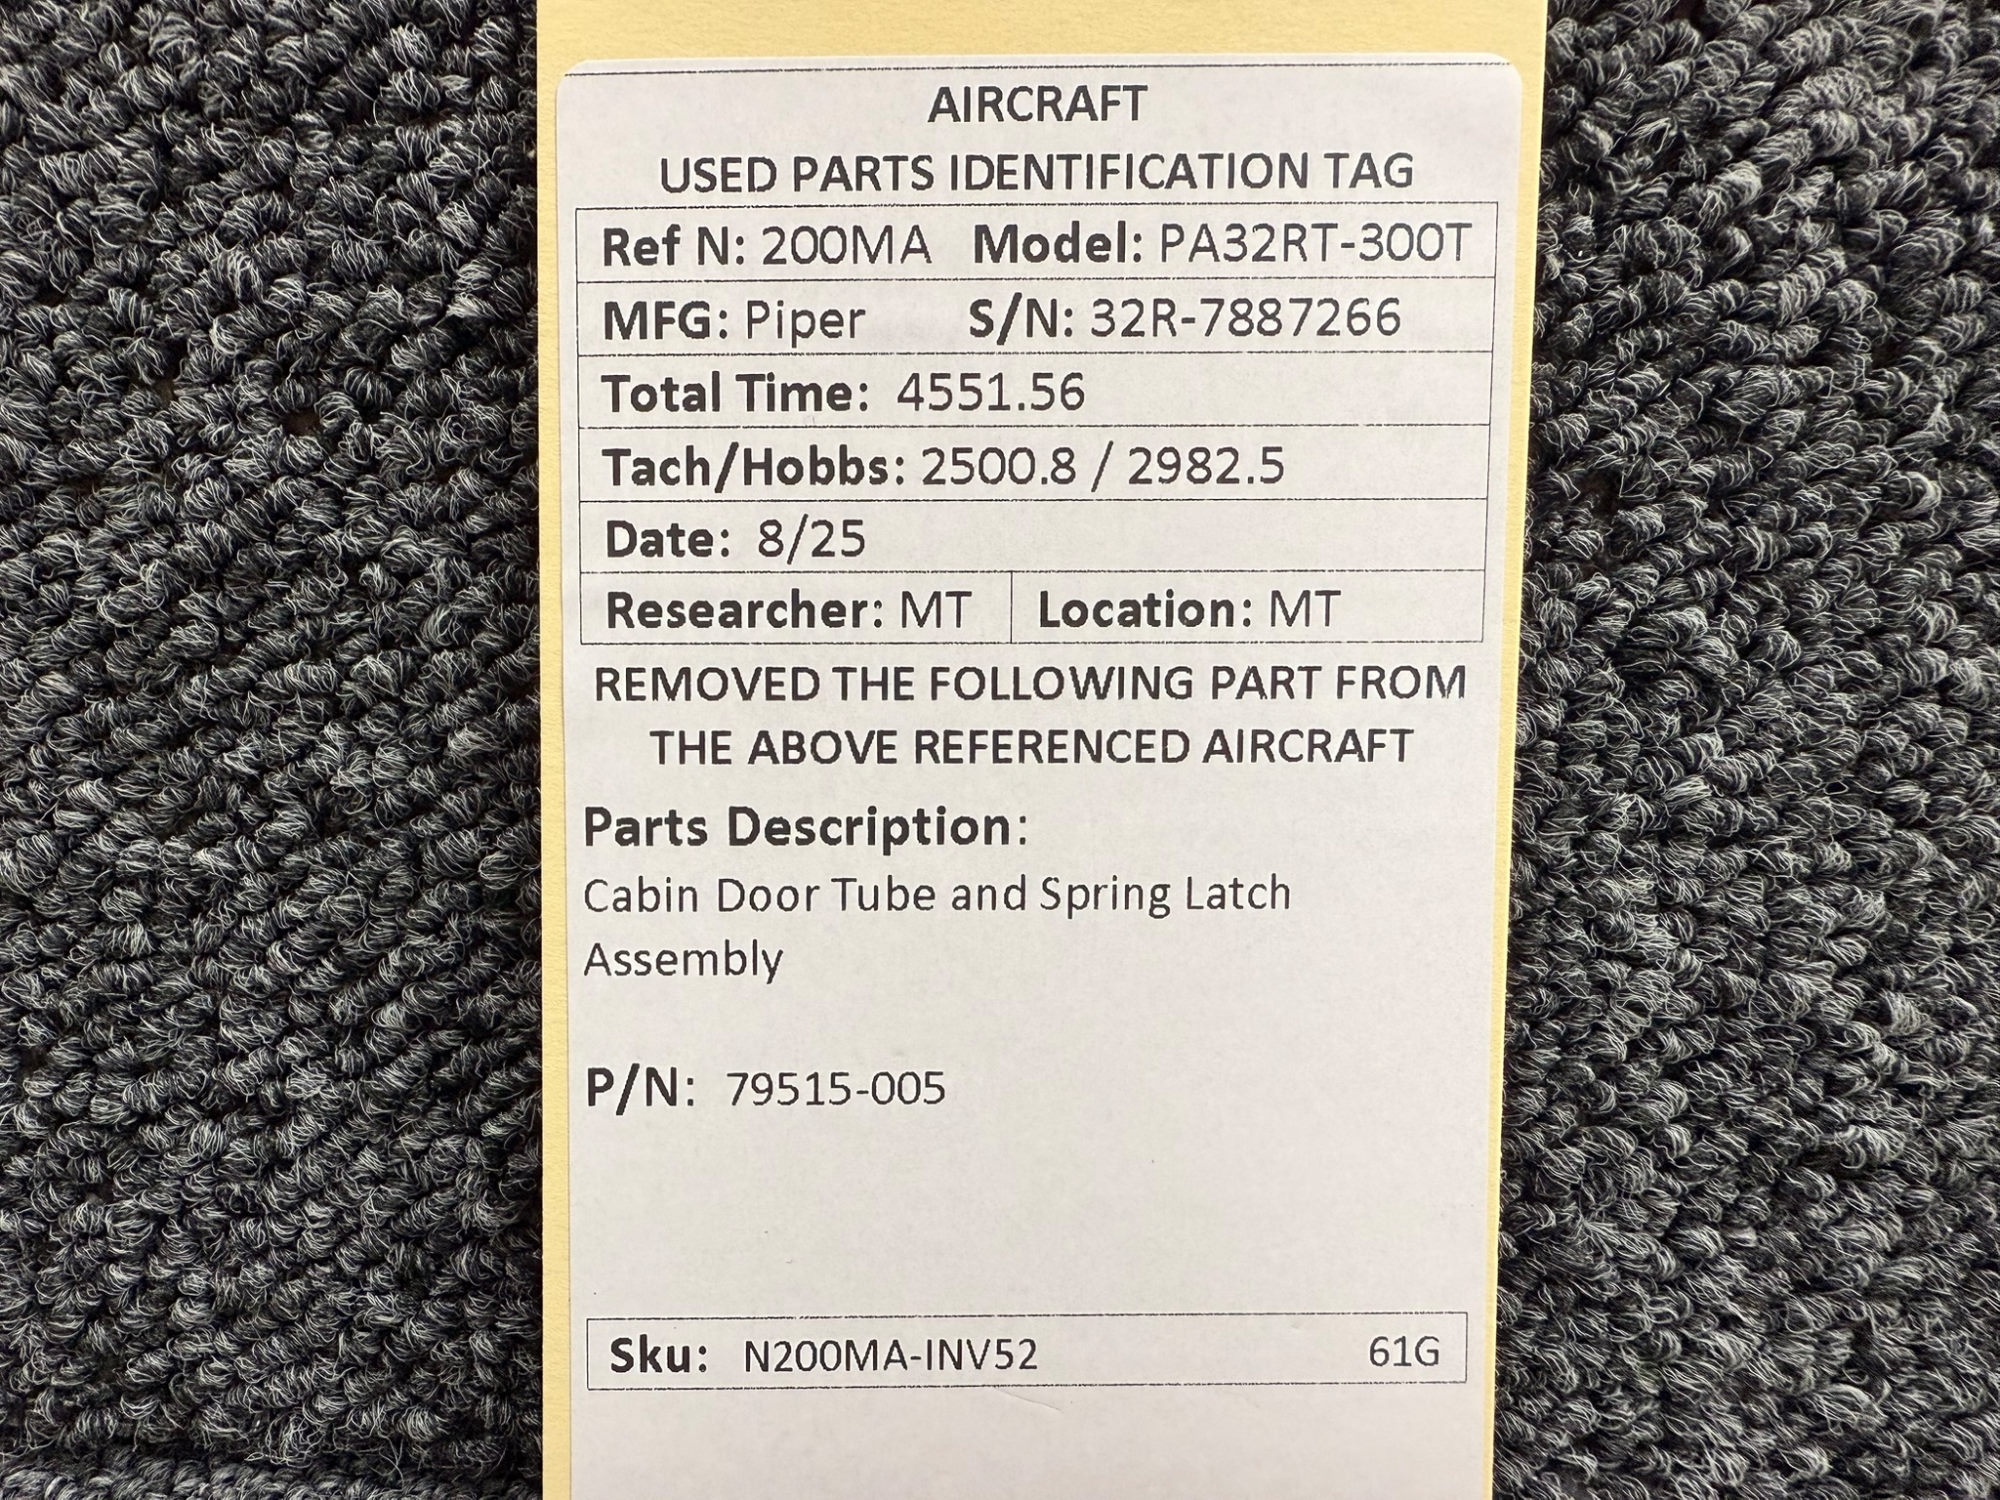 AIRCRAFT
USED PARTS IDENTIFICATION TAG
Ref N: 200MA Model: PA32RT-300T
MFG: Piper S/N: 32R-7887266
Total Time: 4551.56
Tach/Hobbs: 2500.8 / 2982.5
Date: 8/25
Researcher: MT Location: MT
REMOVED THE FOLLOWING PART FROM
THE ABOVE REFERENCED AIRCRAFT
Parts Description:
Cabin Door Tube and Spring Latch
Assembly
P/N: 79515-005
Sku: N200MA-INV52 61G